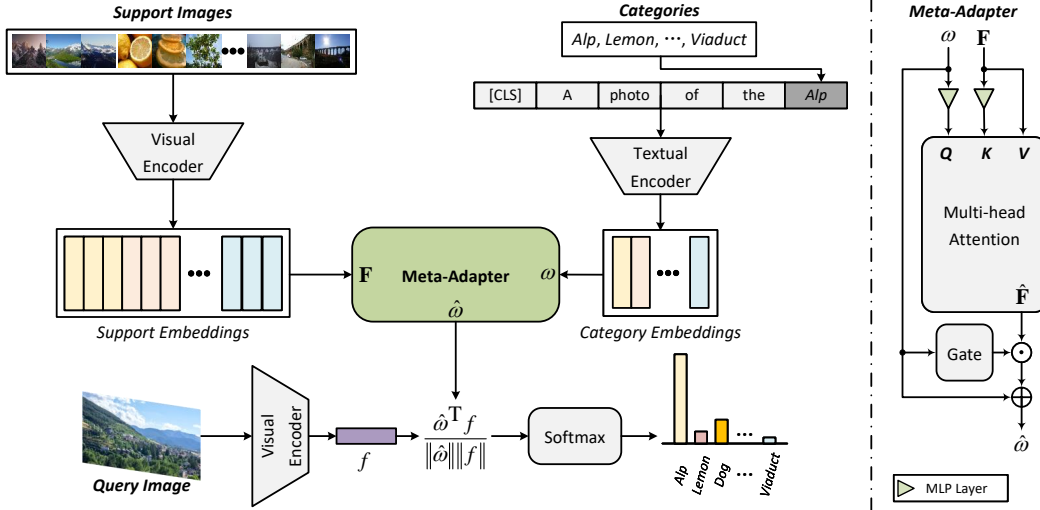 Support Images
Categories
Alp, Lemon, ···, Viaduct
[CLS] A photo of the Alp
Visual
Encoder
Textual
Encoder
F Meta-Adapter ω
ω̂
Support Embeddings
Category Embeddings
Query Image
Visual
Encoder
f
ω̂ᵀ f
‖ω̂‖‖f‖
Softmax
Alp
Lemon
Dog
···
Viaduct
Meta-Adapter
ω F
Q K V
Multi-head
Attention
F̂
Gate
ω̂
MLP Layer